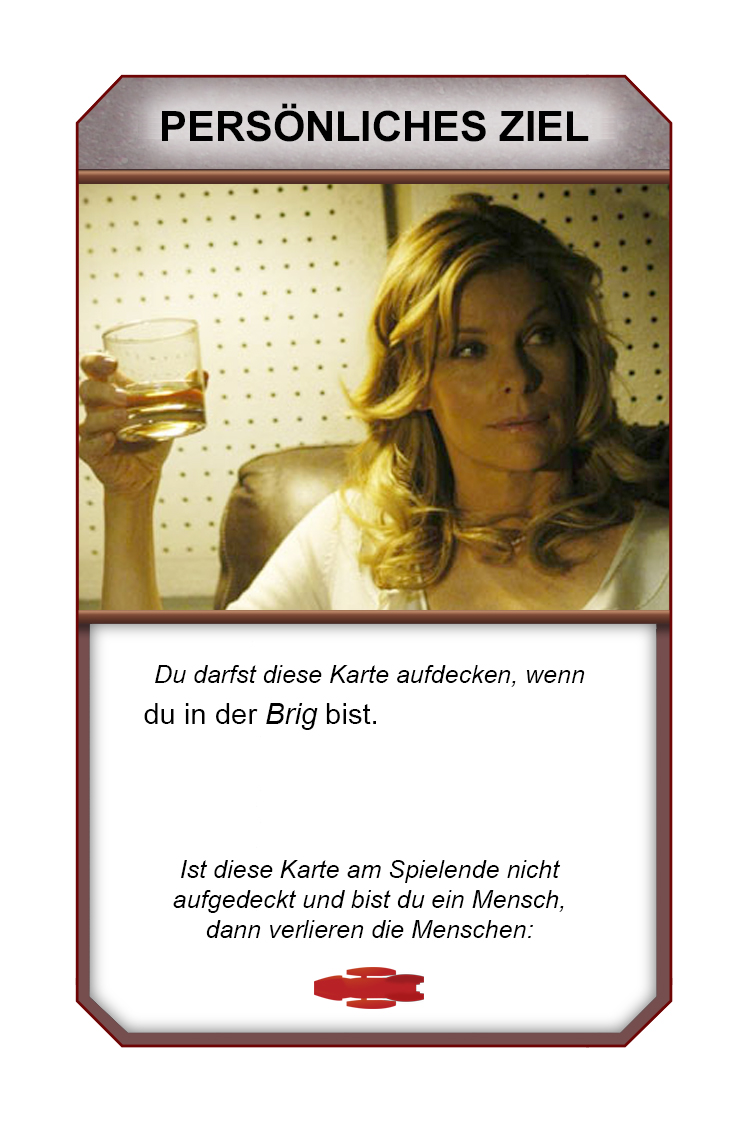 PERSÖNLICHES ZIEL
Du darfst diese Karte aufdecken, wenn
du in der Brig bist.
Ist diese Karte am Spielende nicht
aufgedeckt und bist du ein Mensch,
dann verlieren die Menschen: